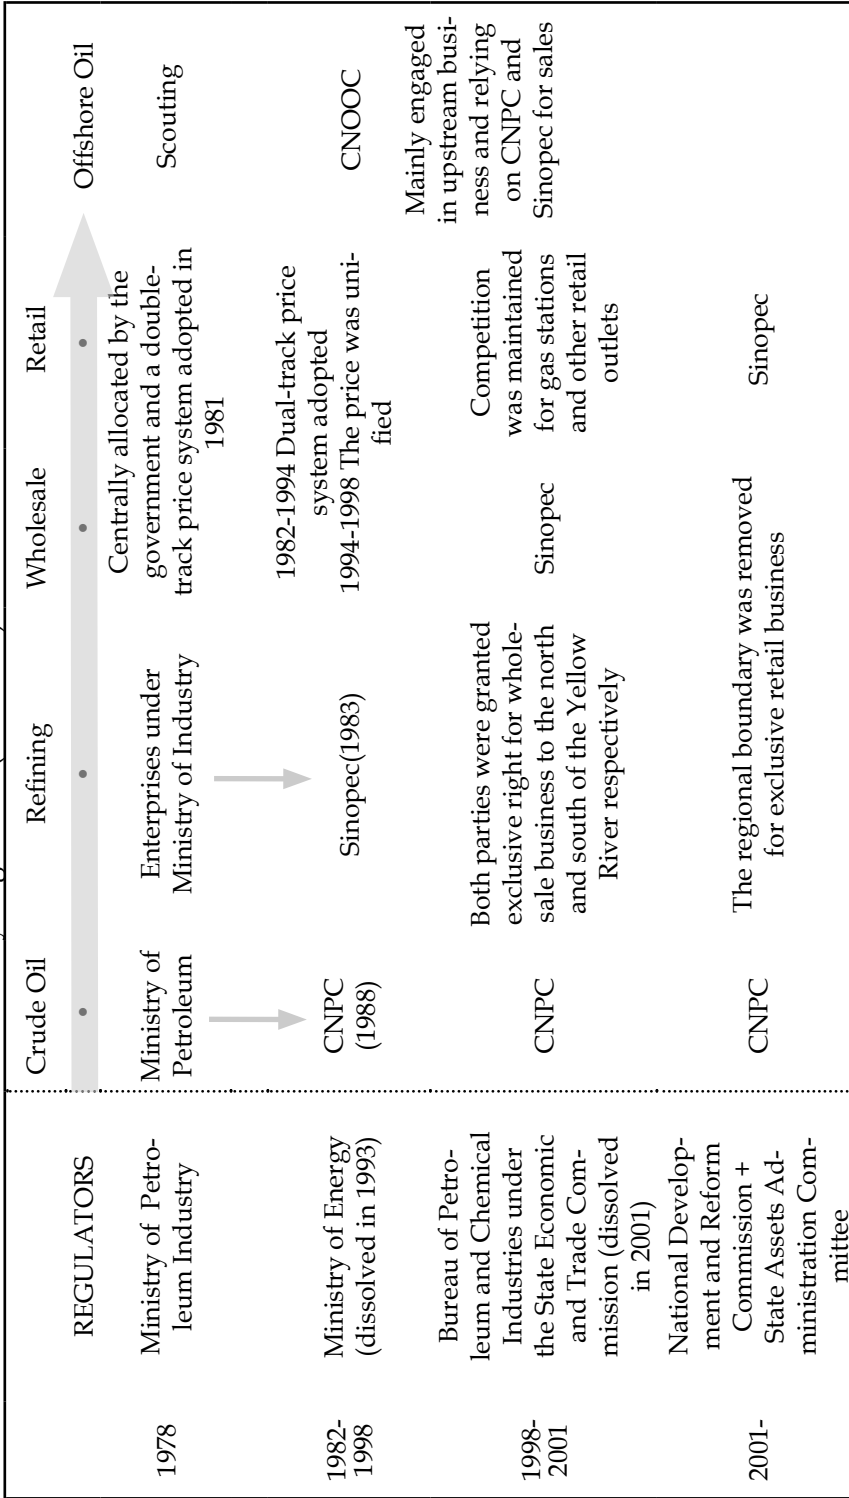 REGULATORS
Crude Oil
Refining
Wholesale
Retail
Offshore Oil
1978
Ministry of Petro-
leum Industry
Ministry of
Petroleum
Enterprises under
Ministry of Industry
Centrally allocated by the
government and a double-
track price system adopted in
1981
Scouting
1982-
1998
Ministry of Energy
(dissolved in 1993)
CNPC
(1988)
Sinopec(1983)
1982-1994 Dual-track price
system adopted
1994-1998 The price was uni-
fied
CNOOC
1998-
2001
Bureau of Petro-
leum and Chemical
Industries under
the State Economic
and Trade Com-
mission (dissolved
in 2001)
CNPC
Both parties were granted
exclusive right for whole-
sale business to the north
and south of the Yellow
River respectively
Sinopec
Competition
was maintained
for gas stations
and other retail
outlets
Mainly engaged
in upstream busi-
ness and relying
on CNPC and
Sinopec for sales
2001-
National Develop-
ment and Reform
Commission +
State Assets Ad-
ministration Com-
mittee
CNPC
The regional boundary was removed
for exclusive retail business
Sinopec